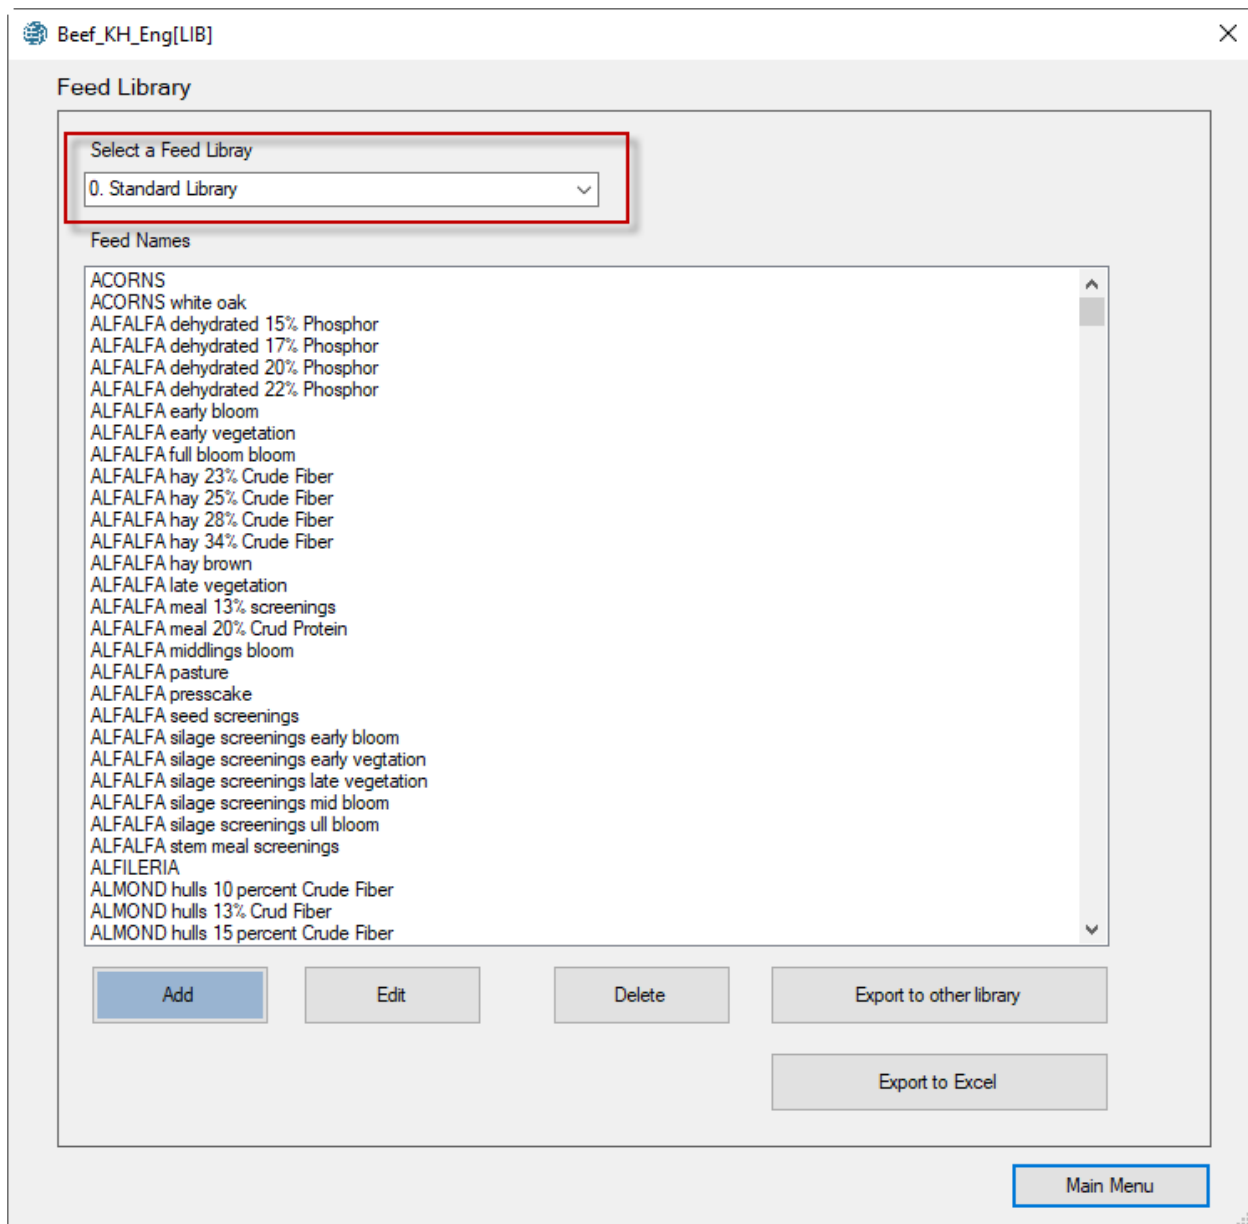 Beef_KH_Eng[LIB]
Feed Library
Select a Feed Libray
0. Standard Library
Feed Names
ACORNS
ACORNS white oak
ALFALFA dehydrated 15% Phosphor
ALFALFA dehydrated 17% Phosphor
ALFALFA dehydrated 20% Phosphor
ALFALFA dehydrated 22% Phosphor
ALFALFA early bloom
ALFALFA early vegetation
ALFALFA full bloom bloom
ALFALFA hay 23% Crude Fiber
ALFALFA hay 25% Crude Fiber
ALFALFA hay 28% Crude Fiber
ALFALFA hay 34% Crude Fiber
ALFALFA hay brown
ALFALFA late vegetation
ALFALFA meal 13% screenings
ALFALFA meal 20% Crud Protein
ALFALFA middlings bloom
ALFALFA pasture
ALFALFA presscake
ALFALFA seed screenings
ALFALFA silage screenings early bloom
ALFALFA silage screenings early vegtation
ALFALFA silage screenings late vegetation
ALFALFA silage screenings mid bloom
ALFALFA silage screenings ull bloom
ALFALFA stem meal screenings
ALFILERIA
ALMOND hulls 10 percent Crude Fiber
ALMOND hulls 13% Crud Fiber
ALMOND hulls 15 percent Crude Fiber
Add Edit Delete Export to other library
Export to Excel
Main Menu